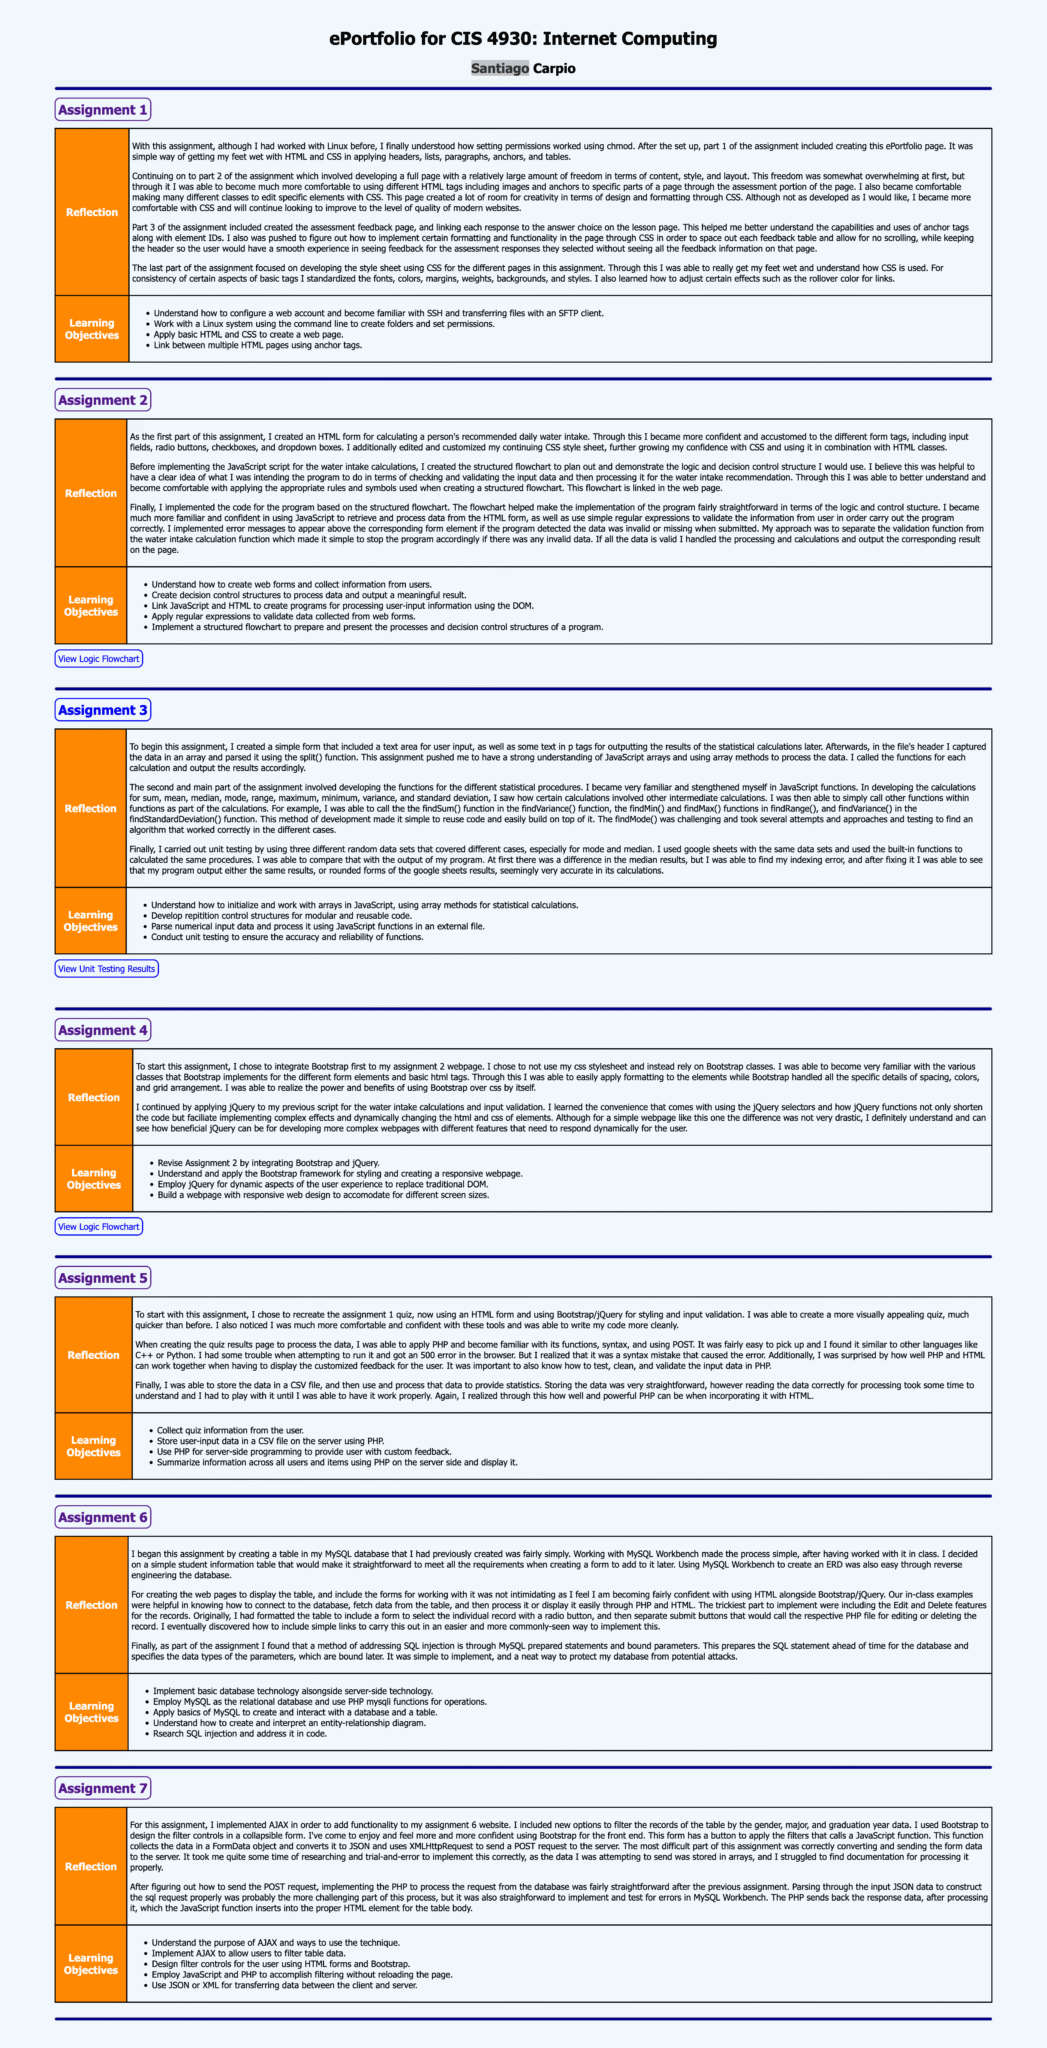 ePortfolio for CIS 4930: Internet Computing
Santiago Carpio
Assignment 1
Reflection
With this assignment, although I had worked with Linux before, I finally understood how setting permissions worked using chmod. After the set up, part 1 of the assignment included creating this ePortfolio page. It was
simple way of getting my feet wet with HTML and CSS in applying headers, lists, paragraphs, anchors, and tables.
Continuing on to part 2 of the assignment which involved developing a full page with a relatively large amount of freedom in terms of content, style, and layout. This freedom was somewhat overwhelming at first, but
through it I was able to become much more comfortable to using different HTML tags including images and anchors to specific parts of a page through the assessment portion of the page. I also became comfortable
making many different classes to edit specific elements with CSS. This page created a lot of room for creativity in terms of design and formatting through CSS. Although not as developed as I would like, I became more
comfortable with CSS and will continue looking to improve to the level of quality of modern websites.
Part 3 of the assignment included created the assessment feedback page, and linking each response to the answer choice on the lesson page. This helped me better understand the capabilities and uses of anchor tags
along with element IDs. I also was pushed to figure out how to implement certain formatting and functionality in the page through CSS in order to space out each feedback table and allow for no scrolling, while keeping
the header so the user would have a smooth experience in seeing feedback for the assessment responses they selected without seeing all the feedback information on that page.
The last part of the assignment focused on developing the style sheet using CSS for the different pages in this assignment. Through this I was able to really get my feet wet and understand how CSS is used. For
consistency of certain aspects of basic tags I standardized the fonts, colors, margins, weights, backgrounds, and styles. I also learned how to adjust certain effects such as the rollover color for links.
Learning
Objectives
• Understand how to configure a web account and become familiar with SSH and transferring files with an SFTP client.
• Work with a Linux system using the command line to create folders and set permissions.
• Apply basic HTML and CSS to create a web page.
• Link between multiple HTML pages using anchor tags.
Assignment 2
Reflection
As the first part of this assignment, I created an HTML form for calculating a person's recommended daily water intake. Through this I became more confident and accustomed to the different form tags, including input
fields, radio buttons, checkboxes, and dropdown boxes. I additionally edited and customized my continuing CSS style sheet, further growing my confidence with CSS and using it in combination with HTML classes.
Before implementing the JavaScript script for the water intake calculations, I created the structured flowchart to plan out and demonstrate the logic and decision control structure I would use. I believe this was helpful to
have a clear idea of what I was intending the program to do in terms of checking and validating the input data and then processing it for the water intake recommendation. Through this I was able to better understand and
become comfortable with applying the appropriate rules and symbols used when creating a structured flowchart. This flowchart is linked in the web page.
Finally, I implemented the code for the program based on the structured flowchart. The flowchart helped make the implementation of the program fairly straightforward in terms of the logic and control stucture. I became
much more familiar and confident in using JavaScript to retrieve and process data from the HTML form, as well as use simple regular expressions to validate the information from user in order carry out the program
correctly. I implemented error messages to appear above the corresponding form element if the program detected the data was invalid or missing when submitted. My approach was to separate the validation function from
the water intake calculation function which made it simple to stop the program accordingly if there was any invalid data. If all the data is valid I handled the processing and calculations and output the corresponding result
on the page.
Learning
Objectives
• Understand how to create web forms and collect information from users.
• Create decision control structures to process data and output a meaningful result.
• Link JavaScript and HTML to create programs for processing user-input information using the DOM.
• Apply regular expressions to validate data collected from web forms.
• Implement a structured flowchart to prepare and present the processes and decision control structures of a program.
View Logic Flowchart
Assignment 3
Reflection
To begin this assignment, I created a simple form that included a text area for user input, as well as some text in p tags for outputting the results of the statistical calculations later. Afterwards, in the file's header I captured
the data in an array and parsed it using the split() function. This assignment pushed me to have a strong understanding of JavaScript arrays and using array methods to process the data. I called the functions for each
calculation and output the results accordingly.
The second and main part of the assignment involved developing the functions for the different statistical procedures. I became very familiar and stengthened myself in JavaScript functions. In developing the calculations
for sum, mean, median, mode, range, maximum, minimum, variance, and standard deviation, I saw how certain calculations involved other intermediate calculations. I was then able to simply call other functions within
functions as part of the calculations. For example, I was able to call the the findSum() function in the findVariance() function, the findMin() and findMax() functions in findRange(), and findVariance() in the
findStandardDeviation() function. This method of development made it simple to reuse code and easily build on top of it. The findMode() was challenging and took several attempts and approaches and testing to find an
algorithm that worked correctly in the different cases.
Finally, I carried out unit testing by using three different random data sets that covered different cases, especially for mode and median. I used google sheets with the same data sets and used the built-in functions to
calculated the same procedures. I was able to compare that with the output of my program. At first there was a difference in the median results, but I was able to find my indexing error, and after fixing it I was able to see
that my program output either the same results, or rounded forms of the google sheets results, seemingly very accurate in its calculations.
Learning
Objectives
• Understand how to initialize and work with arrays in JavaScript, using array methods for statistical calculations.
• Develop repitition control structures for modular and reusable code.
• Parse numerical input data and process it using JavaScript functions in an external file.
• Conduct unit testing to ensure the accuracy and reliability of functions.
View Unit Testing Results
Assignment 4
Reflection
To start this assignment, I chose to integrate Bootstrap first to my assignment 2 webpage. I chose to not use my css stylesheet and instead rely on Bootstrap classes. I was able to become very familiar with the various
classes that Bootstrap implements for the different form elements and basic html tags. Through this I was able to easily apply formatting to the elements while Bootstrap handled all the specific details of spacing, colors,
and grid arrangement. I was able to realize the power and benefits of using Bootstrap over css by itself.
I continued by applying jQuery to my previous script for the water intake calculations and input validation. I learned the convenience that comes with using the jQuery selectors and how jQuery functions not only shorten
the code but faciliate implementing complex effects and dynamically changing the html and css of elements. Although for a simple webpage like this one the difference was not very drastic, I definitely understand and can
see how beneficial jQuery can be for developing more complex webpages with different features that need to respond dynamically for the user.
Learning
Objectives
• Revise Assignment 2 by integrating Bootstrap and jQuery.
• Understand and apply the Bootstrap framework for styling and creating a responsive webpage.
• Employ jQuery for dynamic aspects of the user experience to replace traditional DOM.
• Build a webpage with responsive web design to accomodate for different screen sizes.
View Logic Flowchart
Assignment 5
Reflection
To start with this assignment, I chose to recreate the assignment 1 quiz, now using an HTML form and using Bootstrap/jQuery for styling and input validation. I was able to create a more visually appealing quiz, much
quicker than before. I also noticed I was much more comfortable and confident with these tools and was able to write my code more cleanly.
When creating the quiz results page to process the data, I was able to apply PHP and become familiar with its functions, syntax, and using POST. It was fairly easy to pick up and I found it similar to other languages like
C++ or Python. I had some trouble when attempting to run it and got an 500 error in the browser. But I realized that it was a syntax mistake that caused the error. Additionally, I was surprised by how well PHP and HTML
can work together when having to display the customized feedback for the user. It was important to also know how to test, clean, and validate the input data in PHP.
Finally, I was able to store the data in a CSV file, and then use and process that data to provide statistics. Storing the data was very straightforward, however reading the data correctly for processing took some time to
understand and I had to play with it until I was able to have it work properly. Again, I realized through this how well and powerful PHP can be when incorporating it with HTML.
Learning
Objectives
• Collect quiz information from the user.
• Store user-input data in a CSV file on the server using PHP.
• Use PHP for server-side programming to provide user with custom feedback.
• Summarize information across all users and items using PHP on the server side and display it.
Assignment 6
Reflection
I began this assignment by creating a table in my MySQL database that I had previously created was fairly simply. Working with MySQL Workbench made the process simple, after having worked with it in class. I decided
on a simple student information table that would make it straightforward to meet all the requirements when creating a form to add to it later. Using MySQL Workbench to create an ERD was also easy through reverse
engineering the database.
For creating the web pages to display the table, and include the forms for working with it was not intimidating as I feel I am becoming fairly confident with using HTML alongside Bootstrap/jQuery. Our in-class examples
were helpful in knowing how to connect to the database, fetch data from the table, and then process it or display it easily through PHP and HTML. The trickiest part to implement were including the Edit and Delete features
for the records. Originally, I had formatted the table to include a form to select the individual record with a radio button, and then separate submit buttons that would call the respective PHP file for editing or deleting the
record. I eventually discovered how to include simple links to carry this out in an easier and more commonly-seen way to implement this.
Finally, as part of the assignment I found that a method of addressing SQL injection is through MySQL prepared statements and bound parameters. This prepares the SQL statement ahead of time for the database and
specifies the data types of the parameters, which are bound later. It was simple to implement, and a neat way to protect my database from potential attacks.
Learning
Objectives
• Implement basic database technology alsongside server-side technology.
• Employ MySQL as the relational database and use PHP mysqli functions for operations.
• Apply basics of MySQL to create and interact with a database and a table.
• Understand how to create and interpret an entity-relationship diagram.
• Rsearch SQL injection and address it in code.
Assignment 7
Reflection
For this assignment, I implemented AJAX in order to add functionality to my assignment 6 website. I included new options to filter the records of the table by the gender, major, and graduation year data. I used Bootstrap to
design the filter controls in a collapsible form. I've come to enjoy and feel more and more confident using Bootstrap for the front end. This form has a button to apply the filters that calls a JavaScript function. This function
collects the data in a FormData object and converts it to JSON and uses XMLHttpRequest to send a POST request to the server. The most difficult part of this assignment was correctly converting and sending the form data
to the server. It took me quite some time of researching and trial-and-error to implement this correctly, as the data I was attempting to send was stored in arrays, and I struggled to find documentation for processing it
properly.
After figuring out how to send the POST request, implementing the PHP to process the request from the database was fairly straightforward after the previous assignment. Parsing through the input JSON data to construct
the sql request properly was probably the more challenging part of this process, but it was also straighforward to implement and test for errors in MySQL Workbench. The PHP sends back the response data, after processing
it, which the JavaScript function inserts into the proper HTML element for the table body.
Learning
Objectives
• Understand the purpose of AJAX and ways to use the technique.
• Implement AJAX to allow users to filter table data.
• Design filter controls for the user using HTML forms and Bootstrap.
• Employ JavaScript and PHP to accomplish filtering without reloading the page.
• Use JSON or XML for transferring data between the client and server.